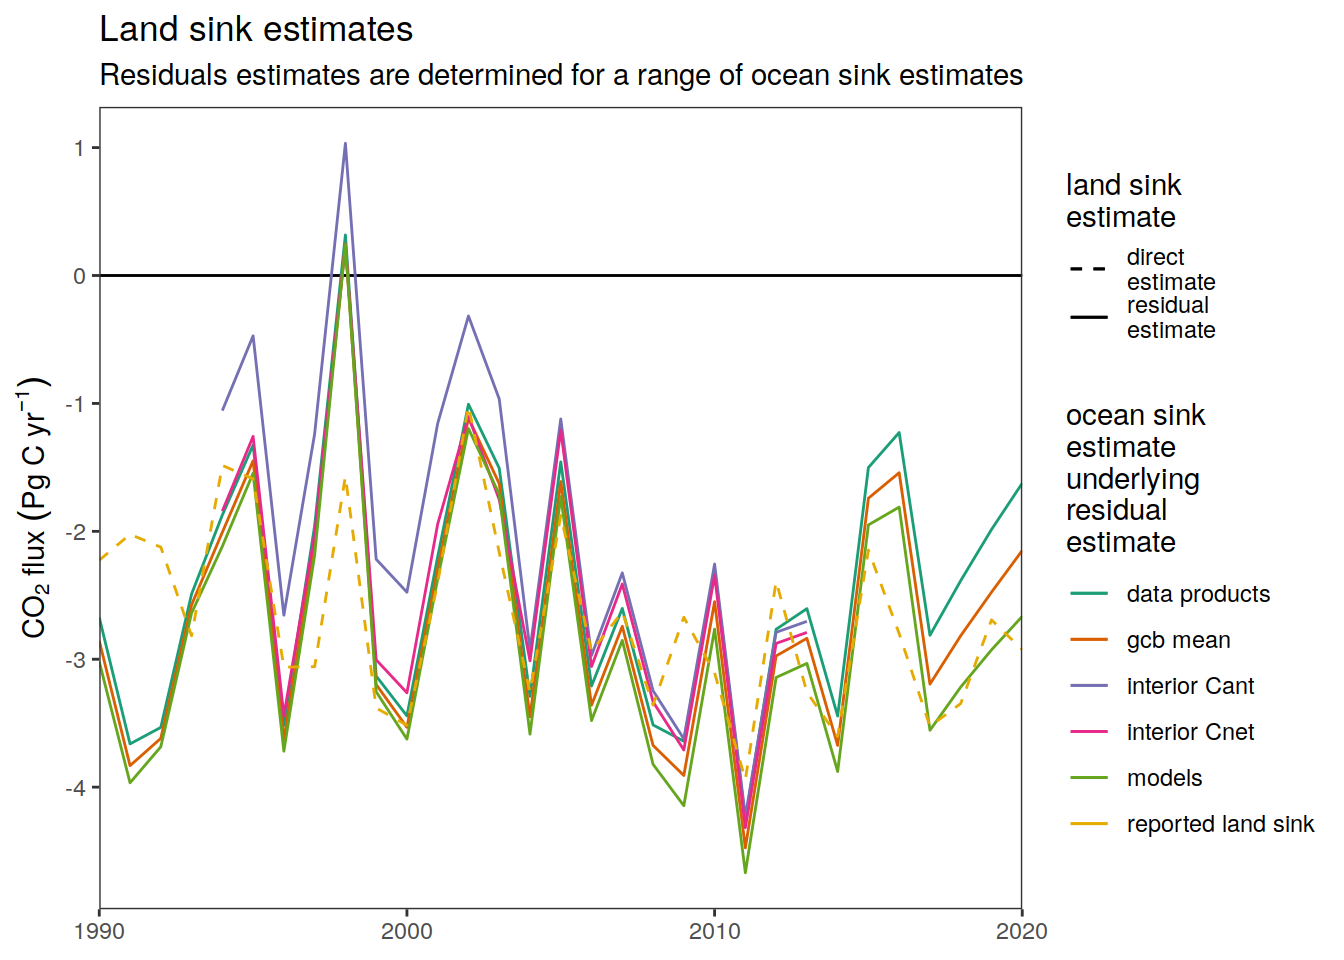 Land sink estimates
Residuals estimates are determined for a range of ocean sink estimates
CO₂ flux (Pg C yr⁻¹)
1
0
-1
-2
-3
-4
1990
2000
2010
2020
land sink
estimate
direct
estimate
residual
estimate
ocean sink
estimate
underlying
residual
estimate
data products
gcb mean
interior Cant
interior Cnet
models
reported land sink